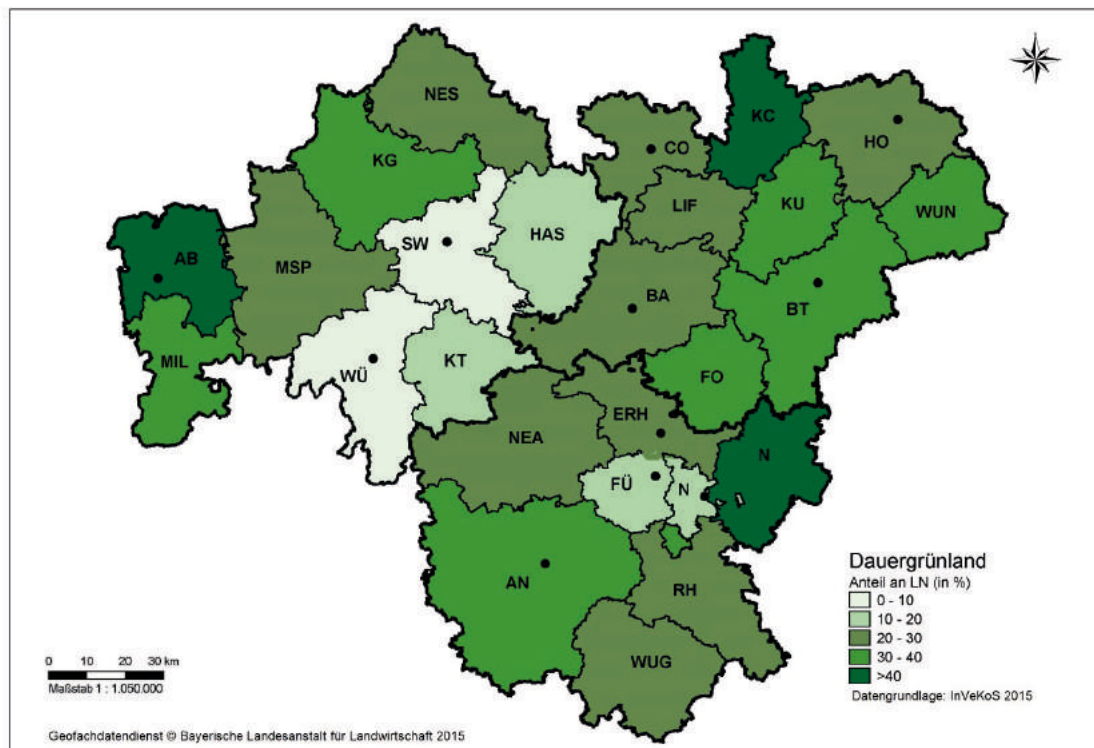 NES
KC
CO
HO
KG
KU
LIF
WUN
SW
HAS
AB
MSP
BA
BT
MIL
WÜ
KT
FO
ERH
NEA
N
FÜ
N
AN
RH
WUG
Dauergrünland
Anteil an LN (in %)
0 - 10
10 - 20
20 - 30
30 - 40
>40
Datengrundlage: InVeKoS 2015
0 10 20 30 km
Maßstab 1 : 1.050.000
Geofachdatendienst © Bayerische Landesanstalt für Landwirtschaft 2015